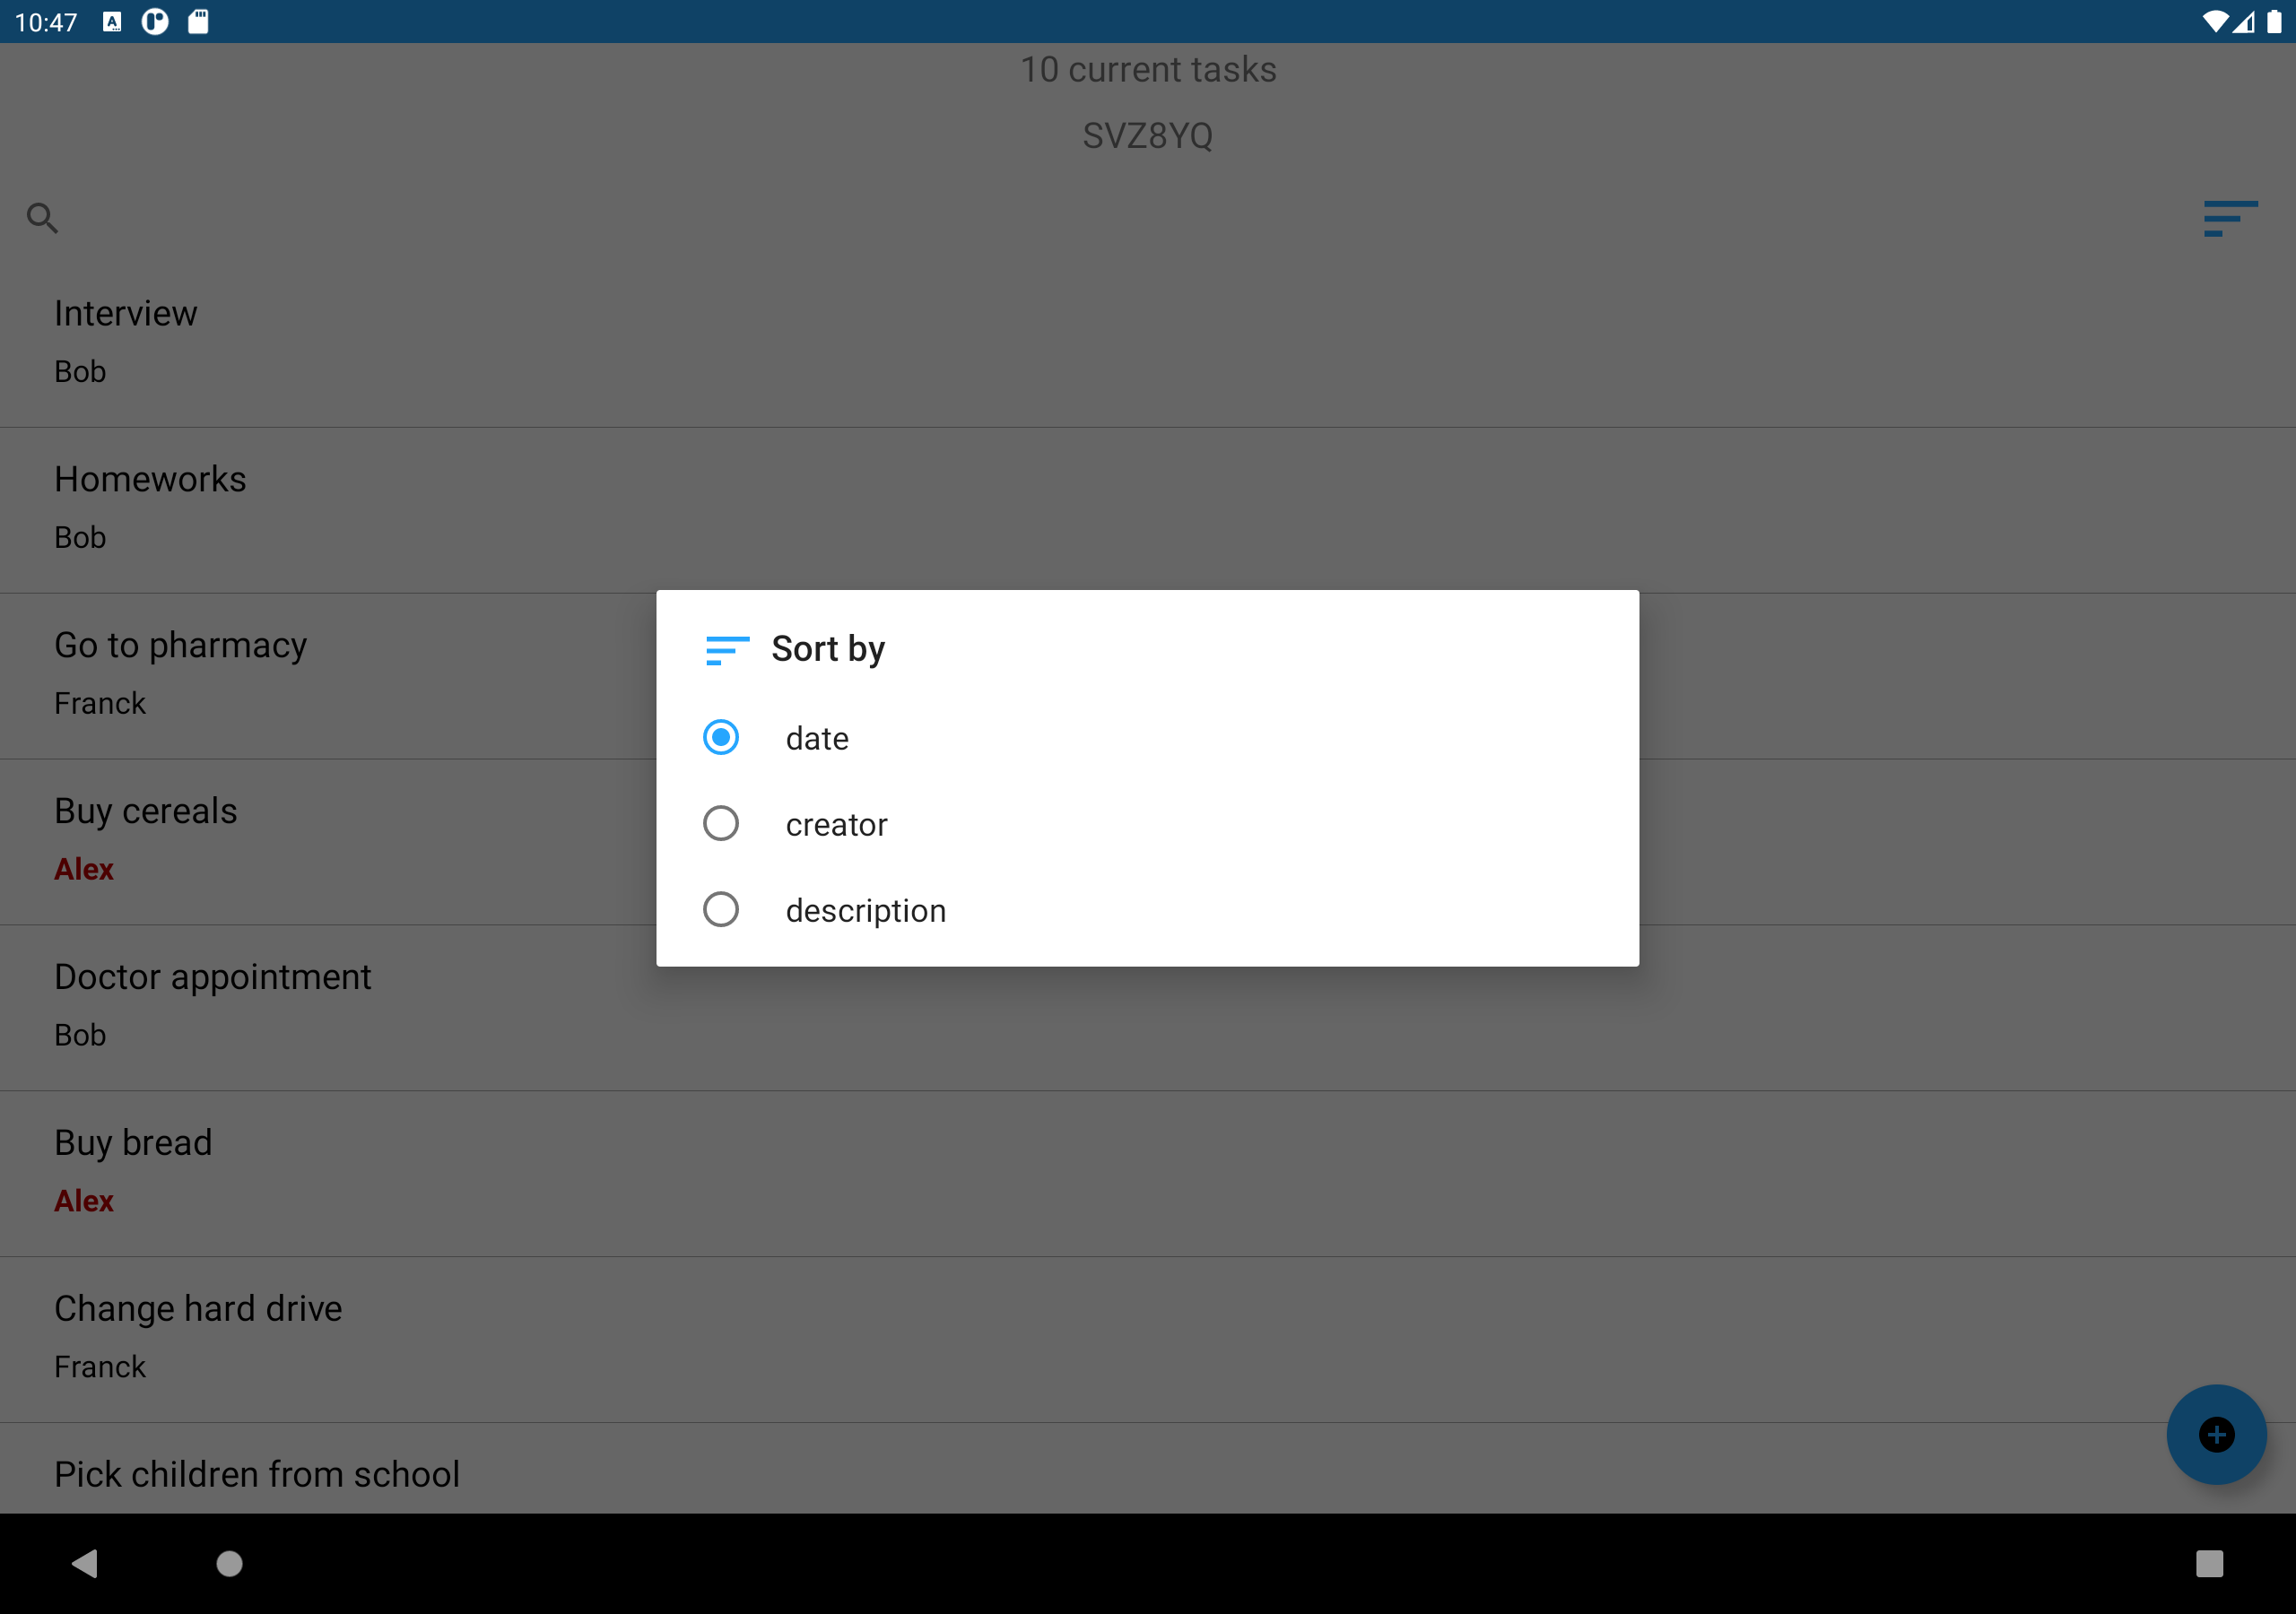 10:47
10 current tasks
SVZ8YQ
Interview
Bob
Homeworks
Bob
Go to pharmacy
Franck
Buy cereals
Alex
Doctor appointment
Bob
Buy bread
Alex
Change hard drive
Franck
Pick children from school
Sort by
date
creator
description